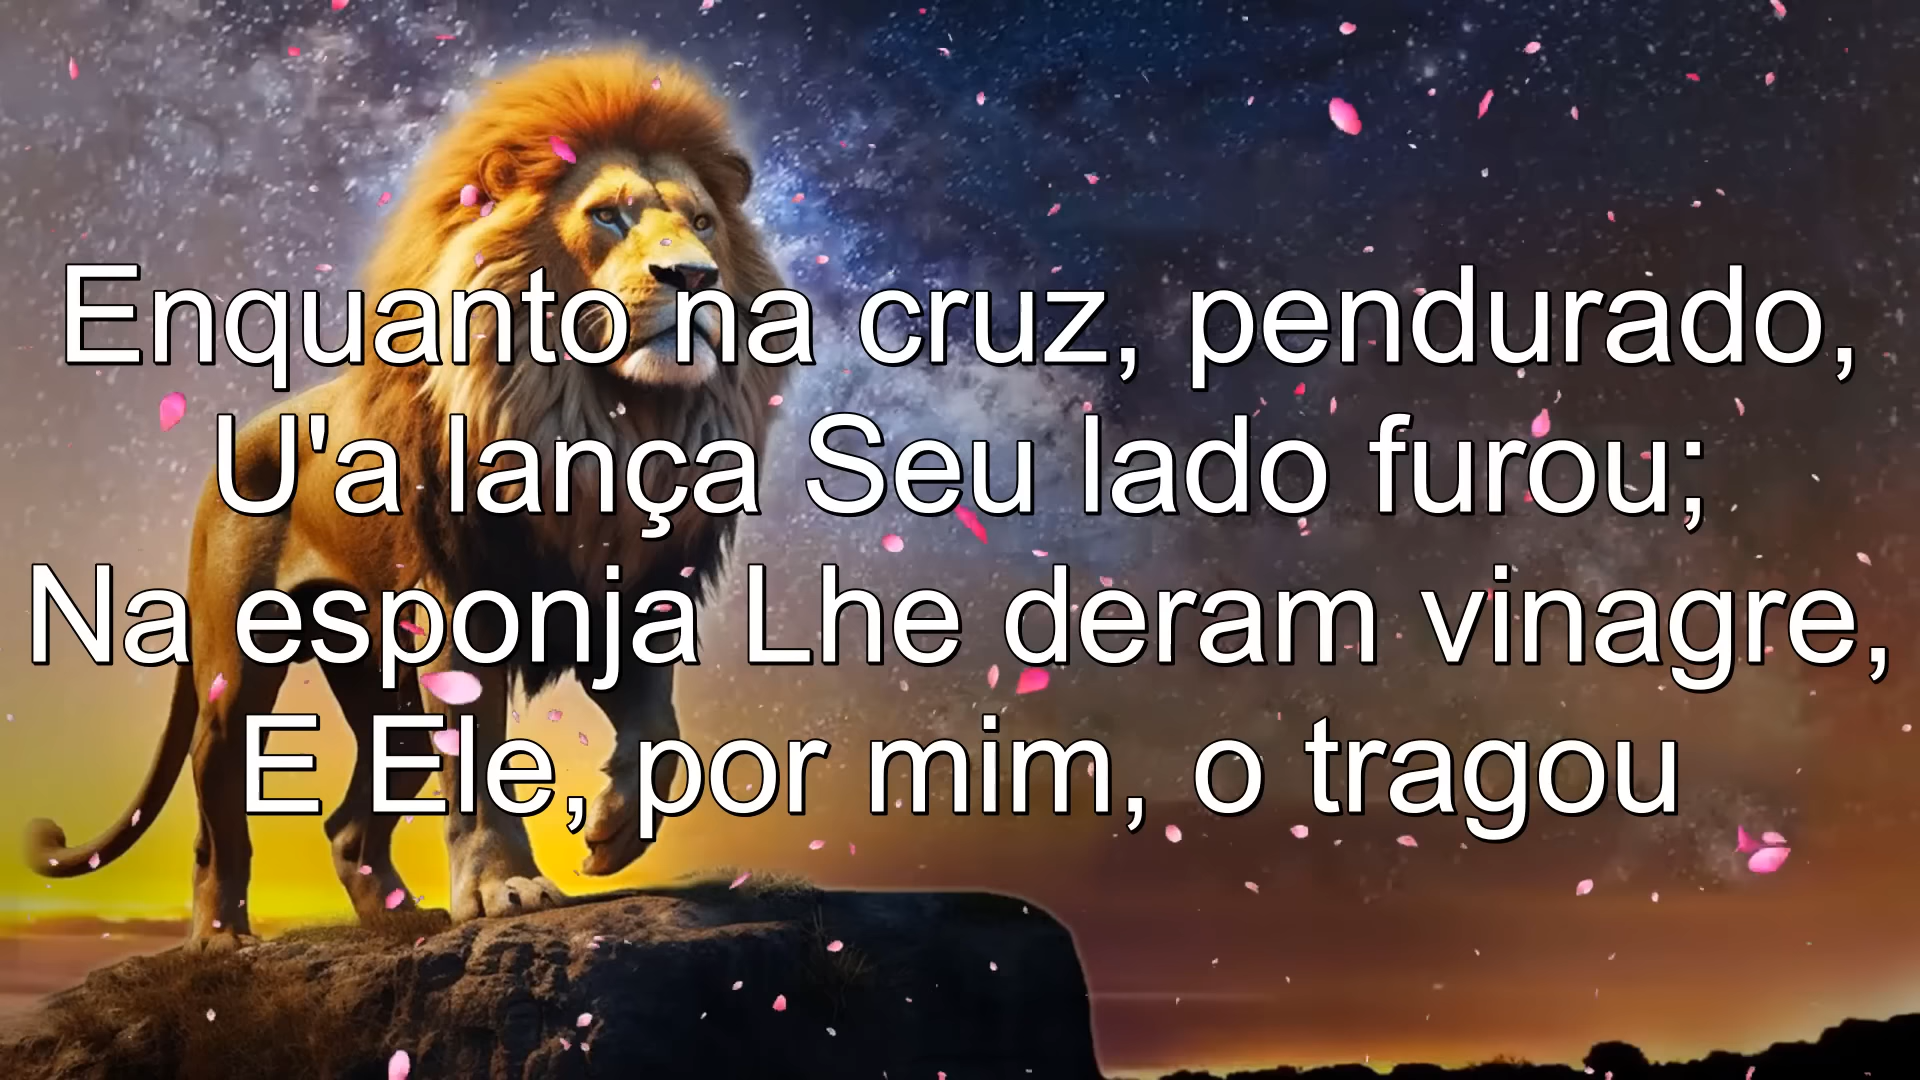 Enquanto na cruz, pendurado,
U'a lança Seu lado furou;
Na esponja Lhe deram vinagre,
E Ele, por mim, o tragou